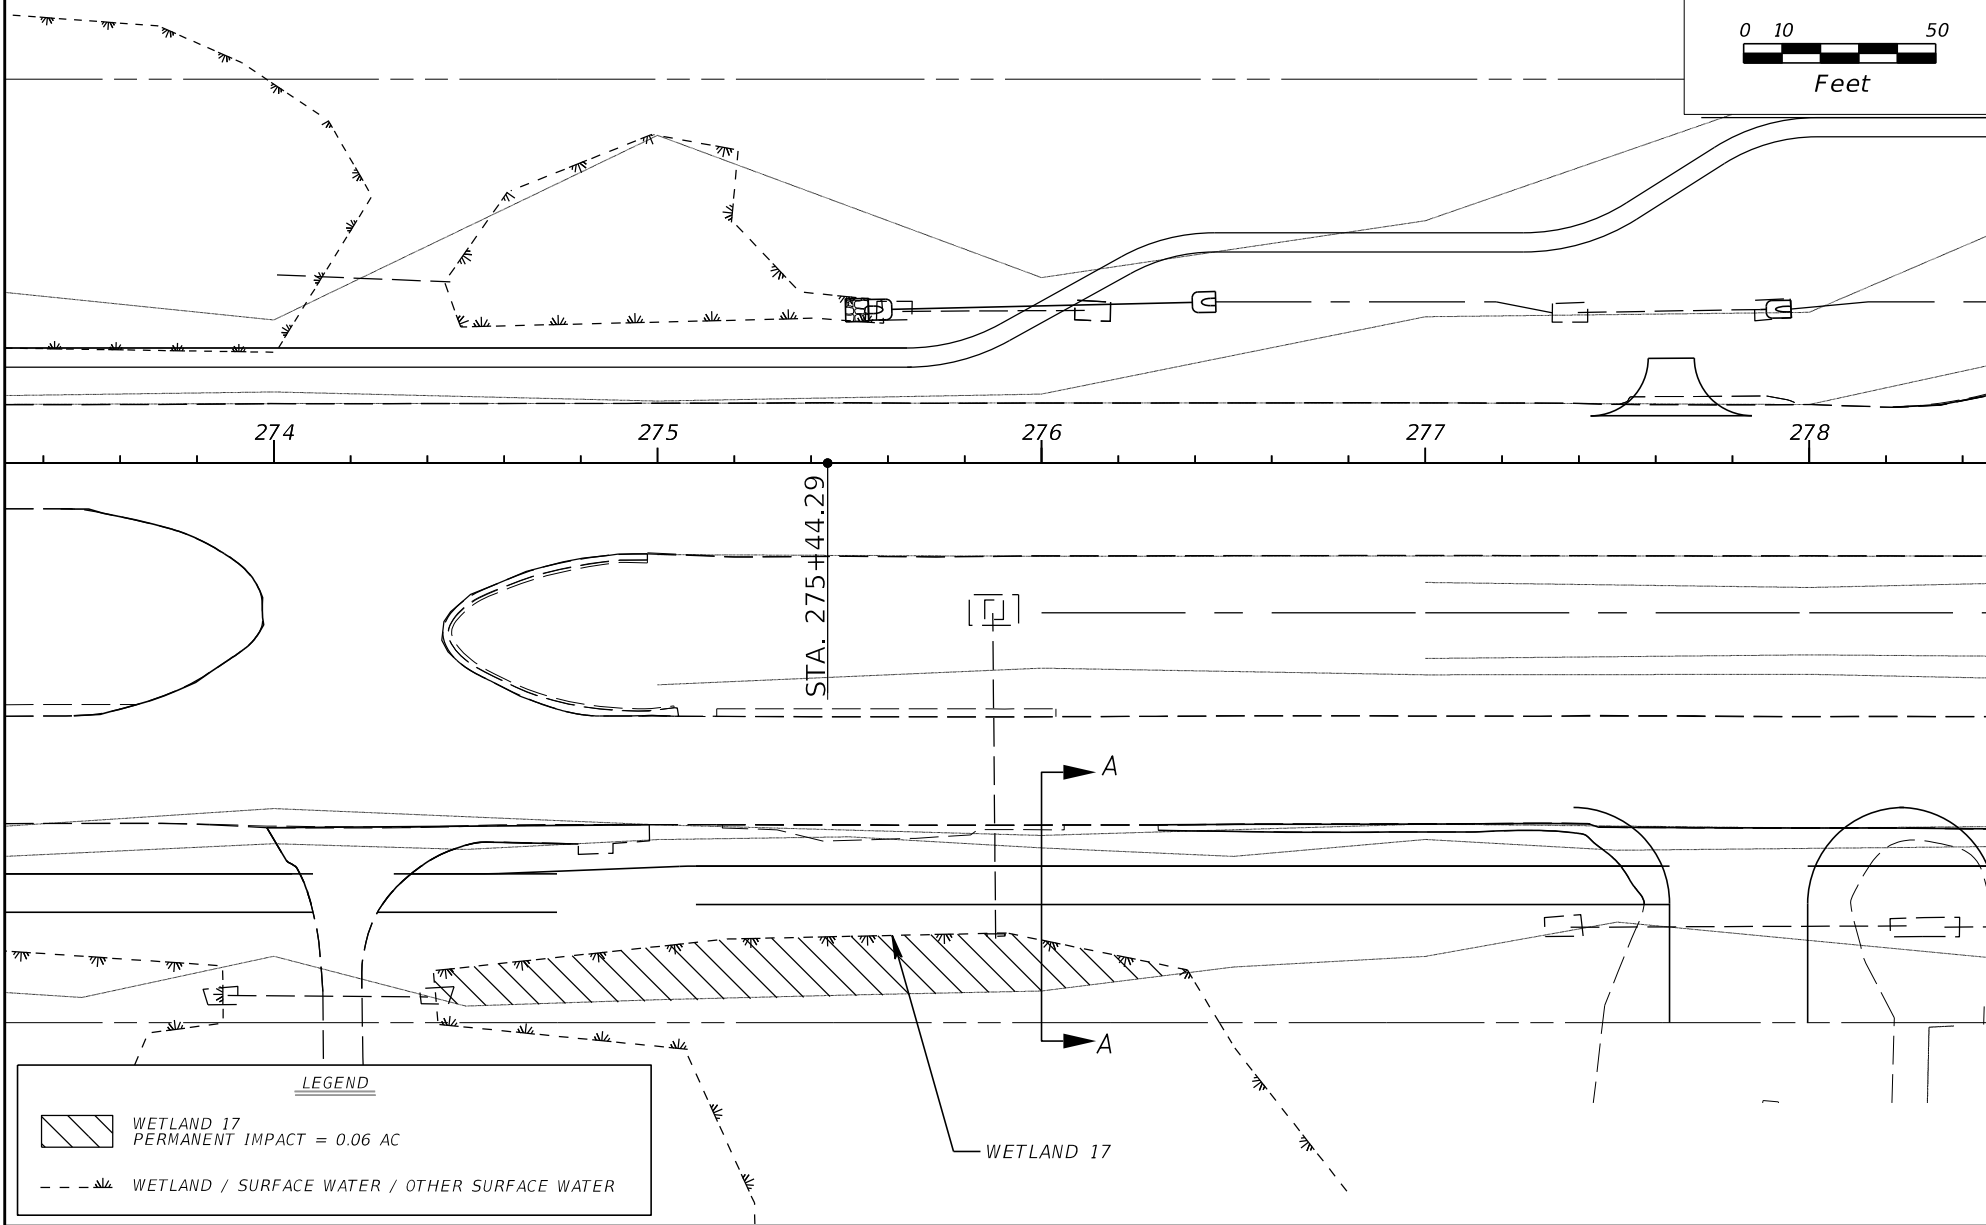 0 10 50
Feet
274 275 276 277 278
STA. 275+44.29
A
A
LEGEND
WETLAND 17
PERMANENT IMPACT = 0.06 AC
WETLAND 17
WETLAND / SURFACE WATER / OTHER SURFACE WATER